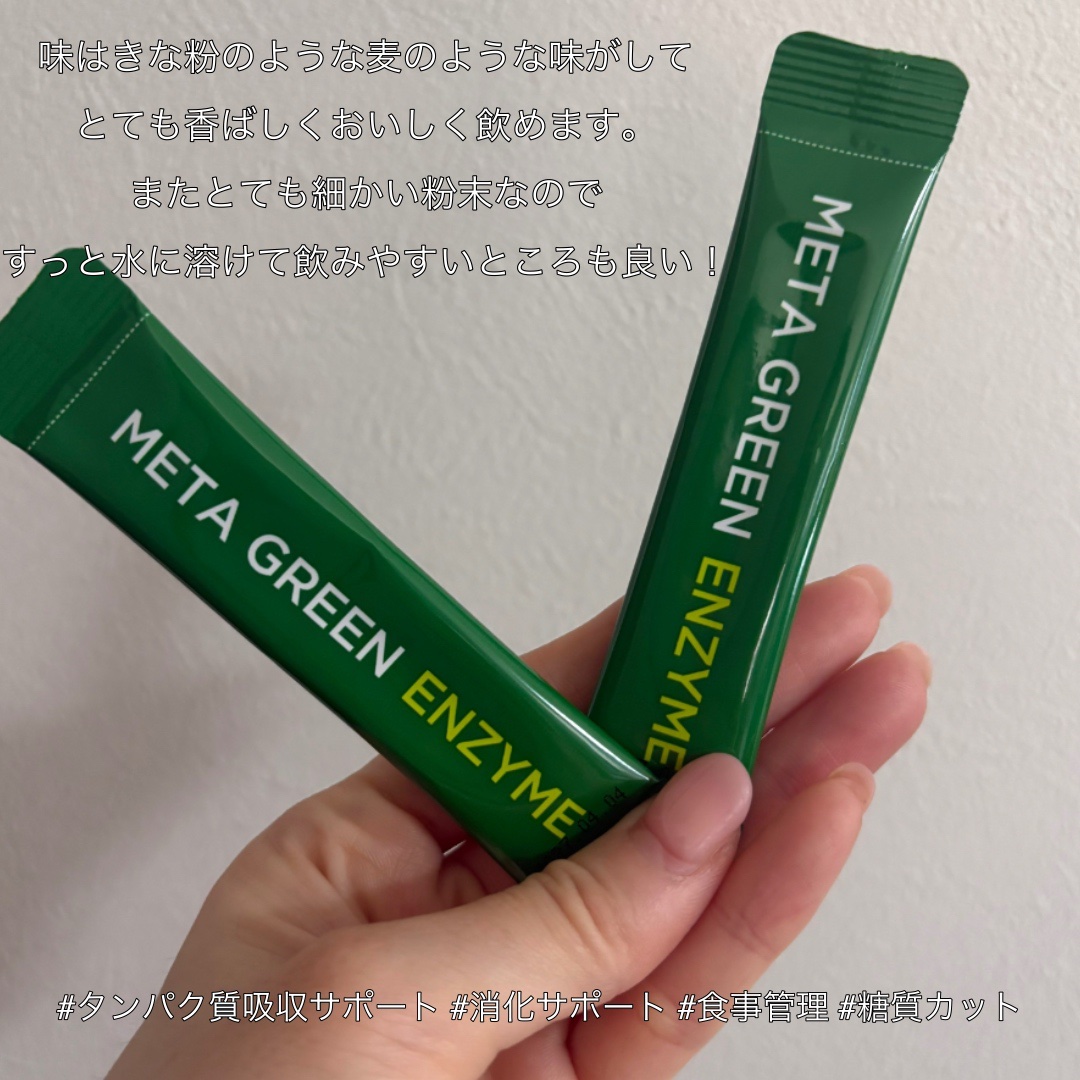 味はきな粉のような麦のような味がして
とても香ばしくおいしく飲めます。
またとても細かい粉末なので
すっと水に溶けて飲みやすいところも良い！
META GREEN ENZYME
META GREEN ENZYME
#タンパク質吸収サポート #消化サポート #食事管理 #糖質カット